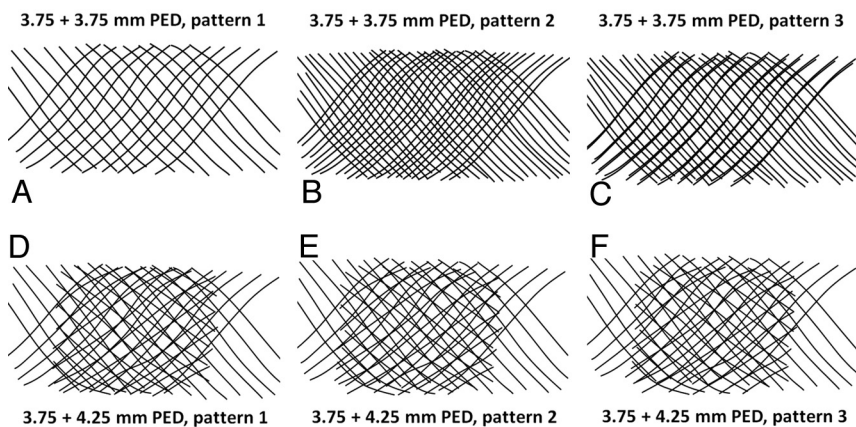 3.75 + 3.75 mm PED, pattern 1
3.75 + 3.75 mm PED, pattern 2
3.75 + 3.75 mm PED, pattern 3
A
B
C
D
E
F
3.75 + 4.25 mm PED, pattern 1
3.75 + 4.25 mm PED, pattern 2
3.75 + 4.25 mm PED, pattern 3